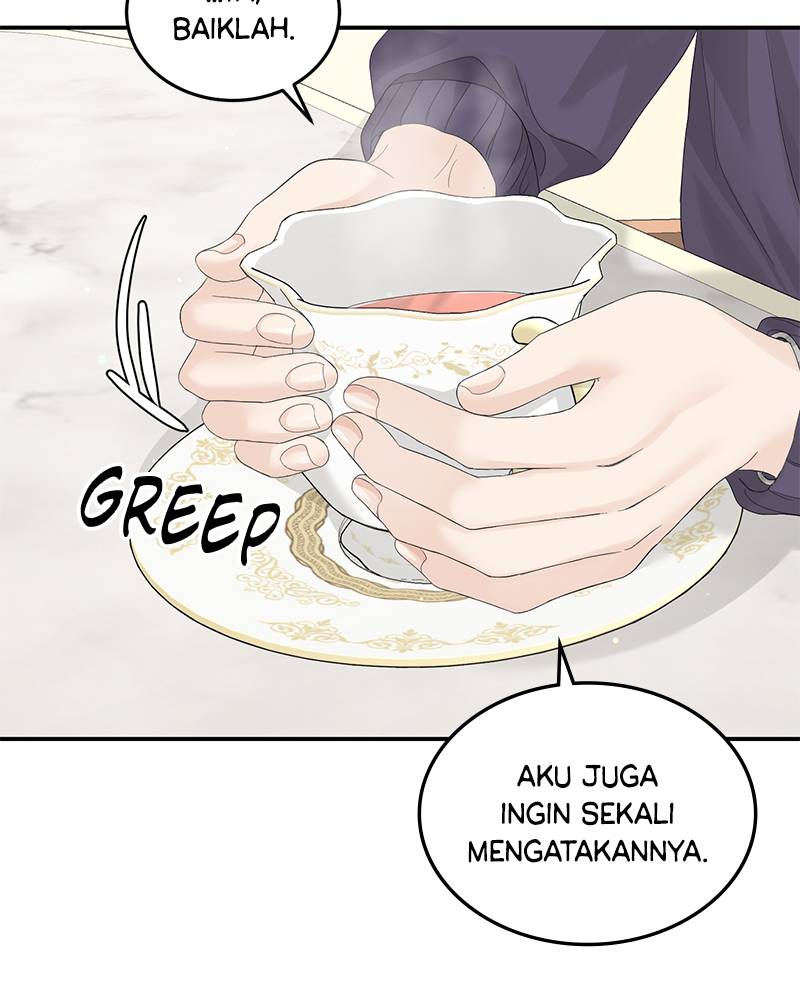 BAIKLAH.
GREEP
AKU JUGA
INGIN SEKALI
MENGATAKANNYA.